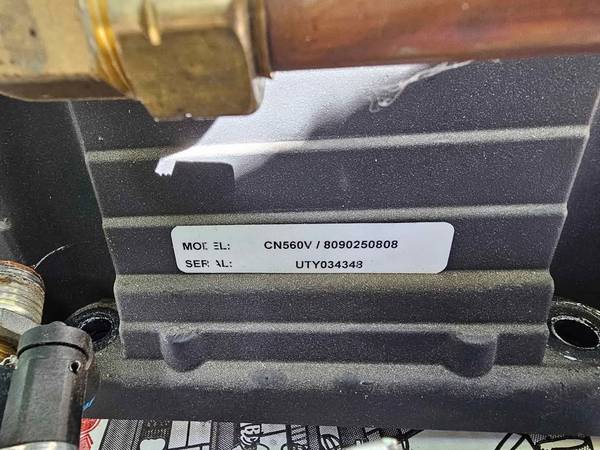 MODEL: CN560V / 8090250808
SERIAL: UTY034348